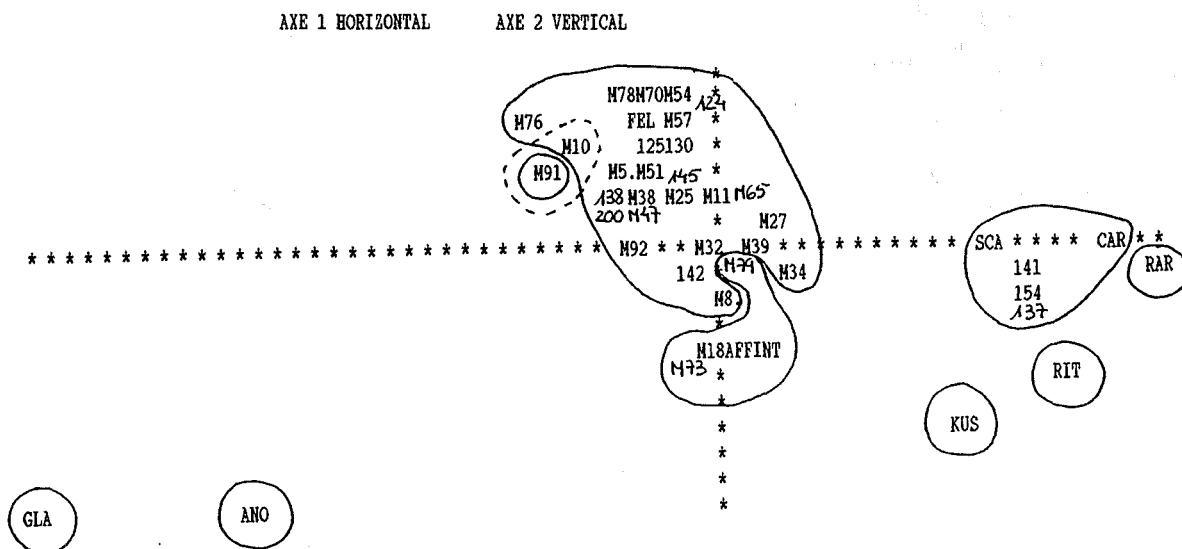 AXE 1 HORIZONTAL AXE 2 VERTICAL
M78M70M54 124
M76 FEL M57
M10 125130
M91 M5.M51 145
138 M38 M25 M11 M65
200 M47
M27
M92 M32 M39 SCA CAR
142 M79 M34 141 RAR
M8. 154
137
M18AFFINT
M73 RIT
KUS
GLA ANO